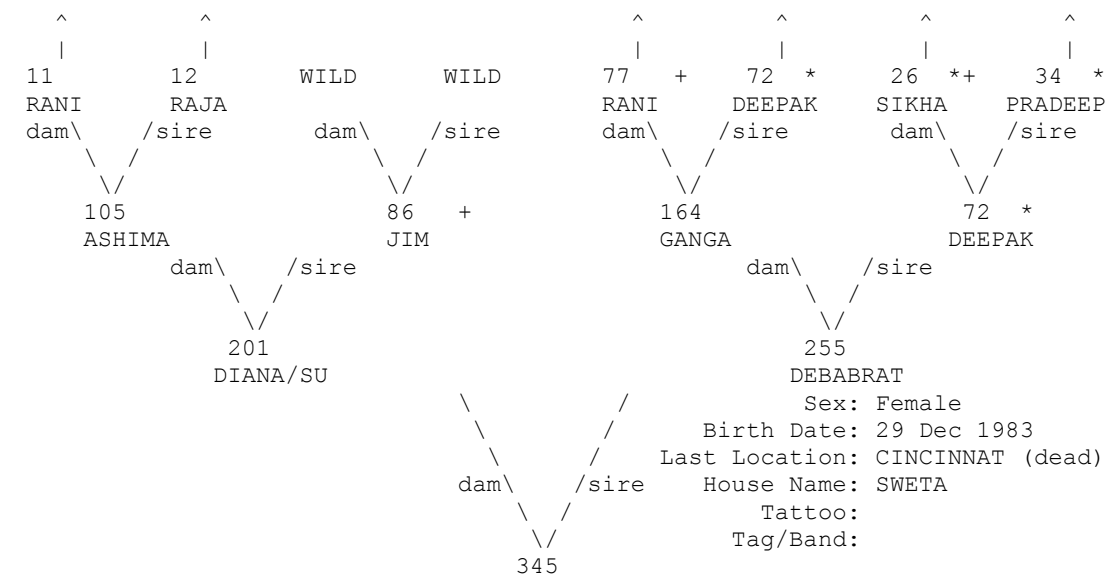 ^ ^ ^ ^ ^ ^
| | | | | |
11 12 WILD WILD 77 + 72 * 26 *+ 34 *
RANI RAJA RANI DEEPAK SIKHA PRADEEP
dam\ /sire dam\ /sire dam\ /sire dam\ /sire
\ / \ / \ / \ /
\/ \/ \/ \/
105 86 + 164 72 *
ASHIMA JIM GANGA DEEPAK
dam\ /sire dam\ /sire
\ / \ /
\/ \/
201 255
DIANA/SU DEBABRAT
\ / Sex: Female
\ / Birth Date: 29 Dec 1983
\ / Last Location: CINCINNAT (dead)
dam\ /sire House Name: SWETA
\ / Tattoo:
\/ Tag/Band:
345